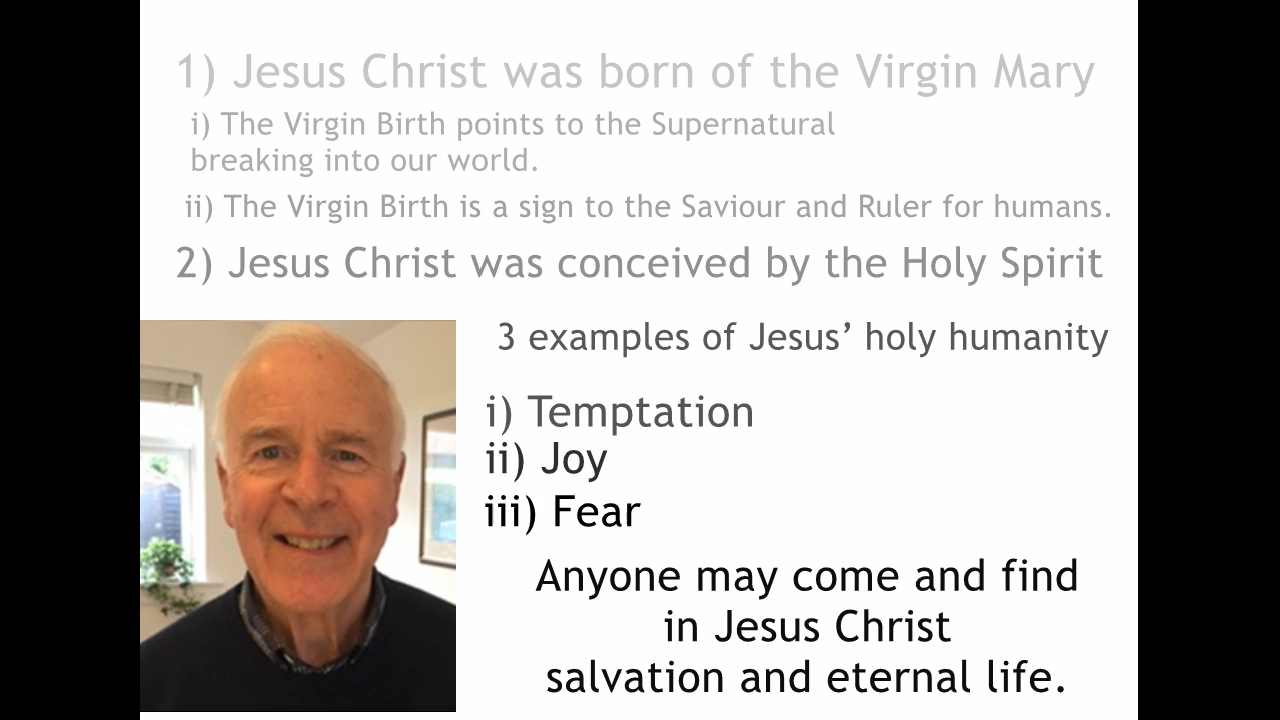 1) Jesus Christ was born of the Virgin Mary
i) The Virgin Birth points to the Supernatural
breaking into our world.
ii) The Virgin Birth is a sign to the Saviour and Ruler for humans.
2) Jesus Christ was conceived by the Holy Spirit
3 examples of Jesus’ holy humanity
i) Temptation
ii) Joy
iii) Fear
Anyone may come and find
in Jesus Christ
salvation and eternal life.